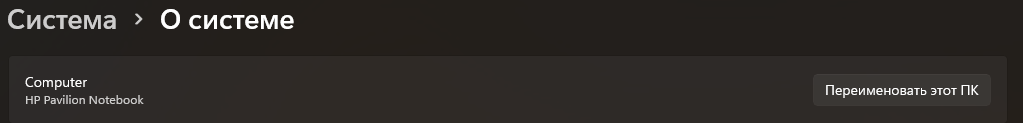 Система > О системе
Computer
HP Pavilion Notebook
Переименовать этот ПК